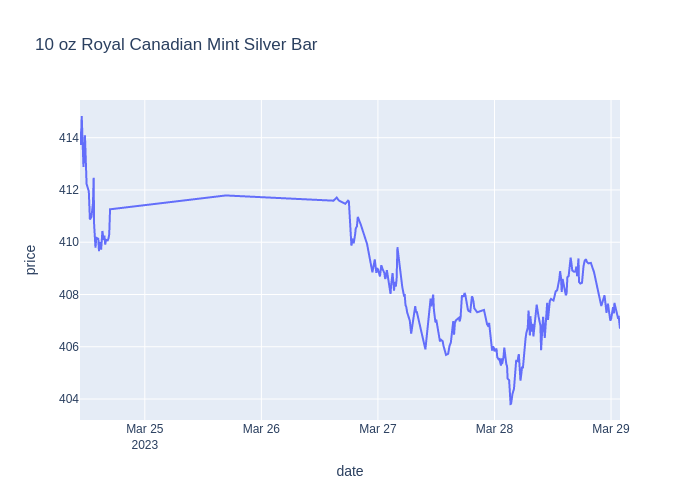 10 oz Royal Canadian Mint Silver Bar
414
412
410
408
406
404
price
Mar 25
2023
Mar 26
Mar 27
Mar 28
Mar 29
date